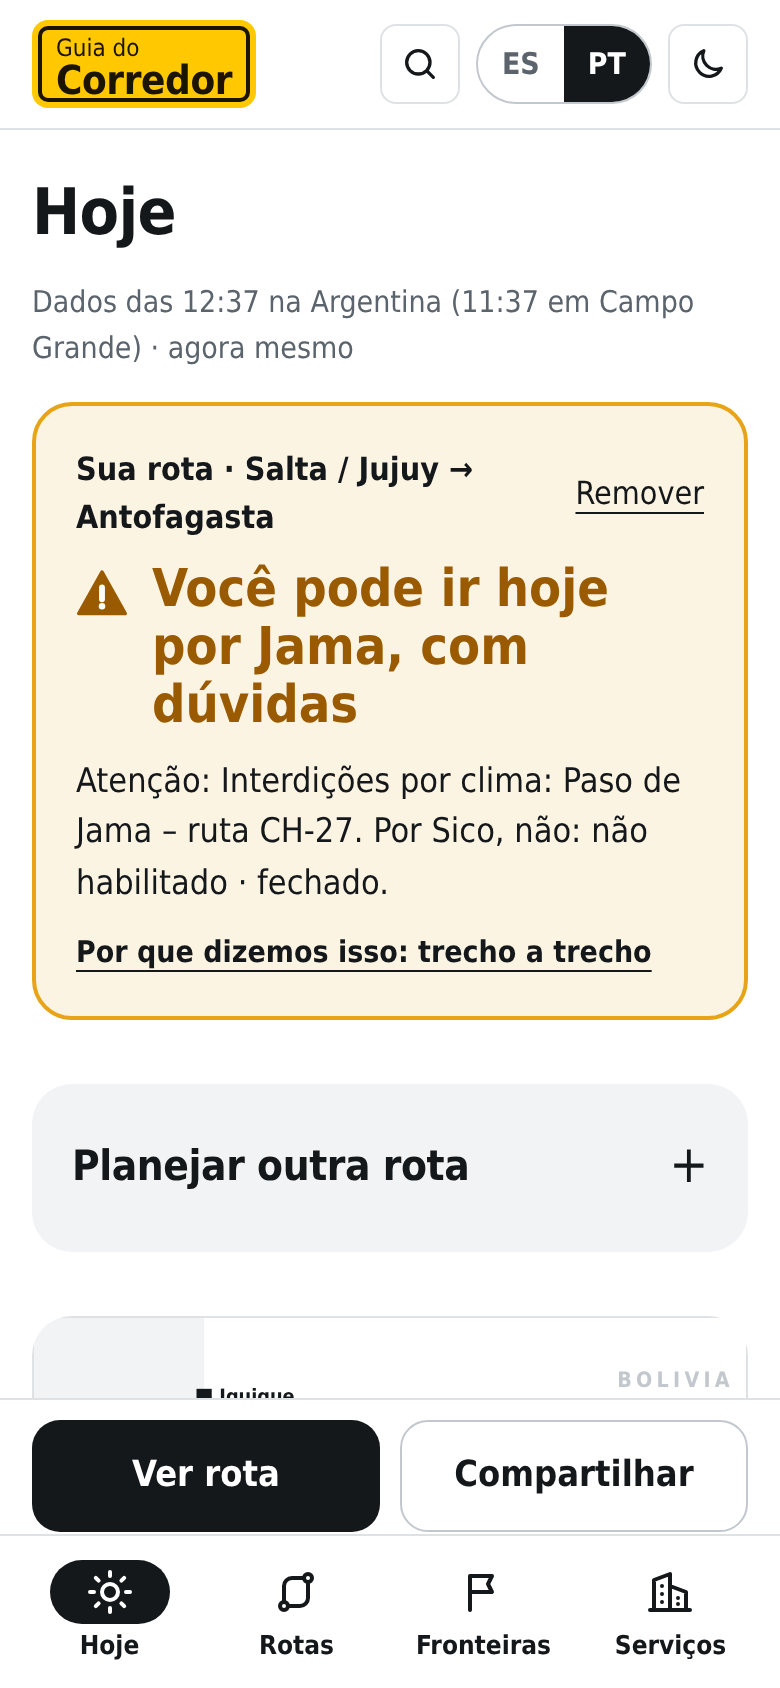 Guia do
Corredor
ES
PT
Hoje
Dados das 12:37 na Argentina (11:37 em Campo
Grande) · agora mesmo
Sua rota · Salta / Jujuy →
Antofagasta
Remover
Você pode ir hoje
por Jama, com
dúvidas
Atenção: Interdições por clima: Paso de
Jama – ruta CH-27. Por Sico, não: não
habilitado · fechado.
Por que dizemos isso: trecho a trecho
Planejar outra rota
BOLIVIA
Iquique
Ver rota
Compartilhar
Hoje
Rotas
Fronteiras
Serviços